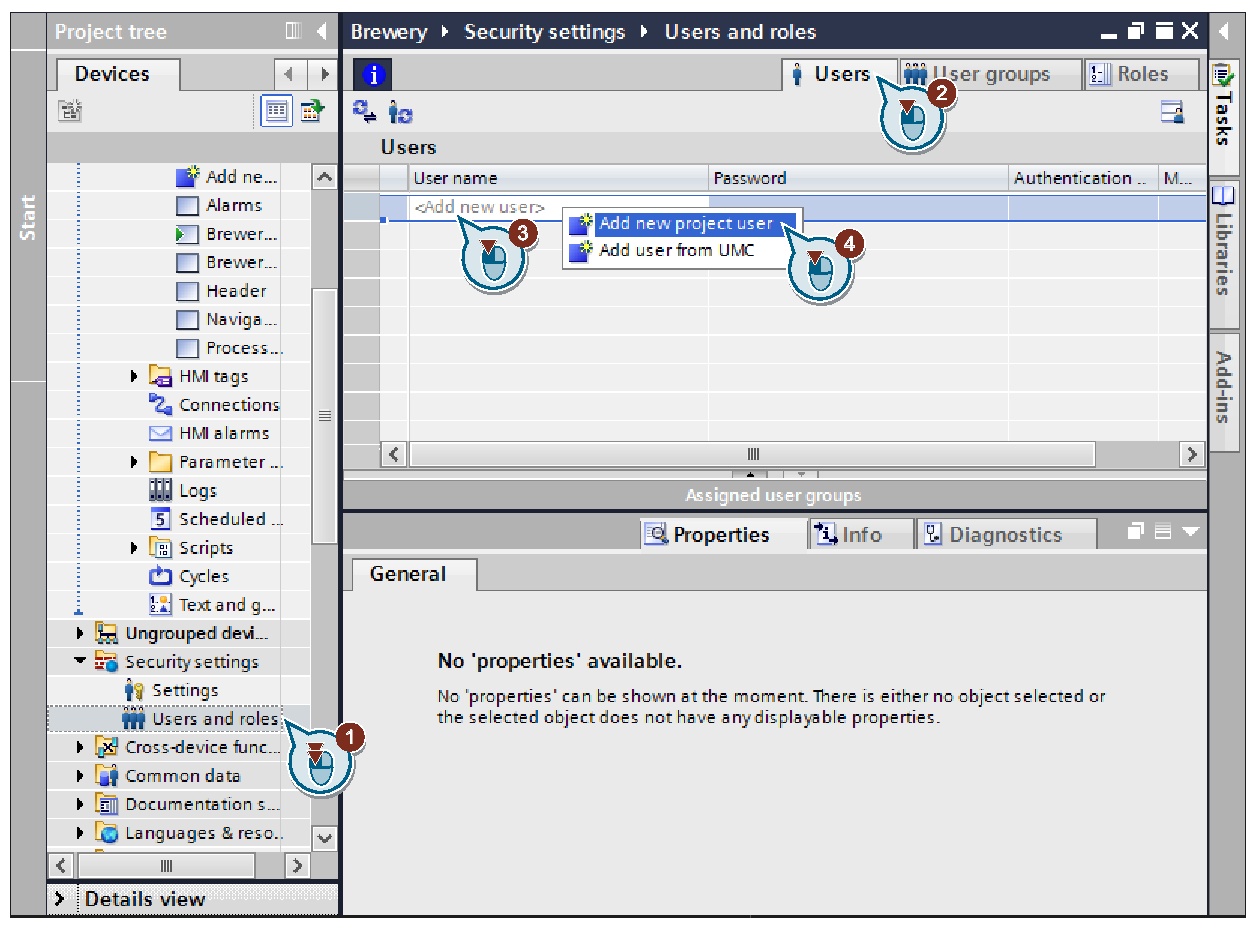 Project tree
Brewery ▸ Security settings ▸ Users and roles
Devices
Users
User groups
Roles
Start
Users
User name
Password
Authentication ..
M...
<Add new user>
Add new project user
Add user from UMC
1
2
3
4
Add ne...
Alarms
Brewer...
Brewer...
Header
Naviga...
Process...
HMI tags
Connections
HMI alarms
Parameter ...
Logs
Scheduled ...
Scripts
Cycles
Text and g...
Ungrouped devi...
Security settings
Settings
Users and roles
Cross-device func...
Common data
Documentation s...
Languages & reso..
Details view
Assigned user groups
Properties
Info
Diagnostics
General
No 'properties' available.
No 'properties' can be shown at the moment. There is either no object selected or
the selected object does not have any displayable properties.
Tasks
Libraries
Add-ins